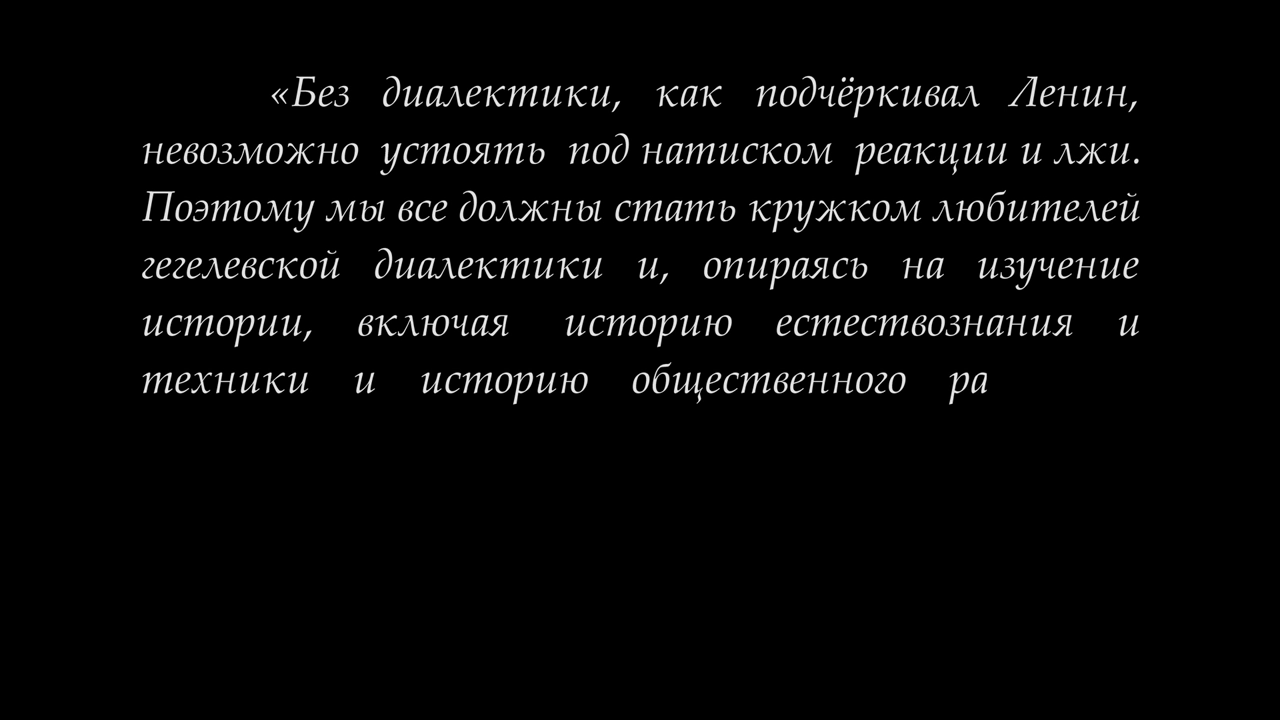 «Без диалектики, как подчёркивал Ленин,
невозможно устоять под натиском реакции и лжи.
Поэтому мы все должны стать кружком любителей
гегелевской диалектики и, опираясь на изучение
истории, включая историю естествознания и
техники и историю общественного ра